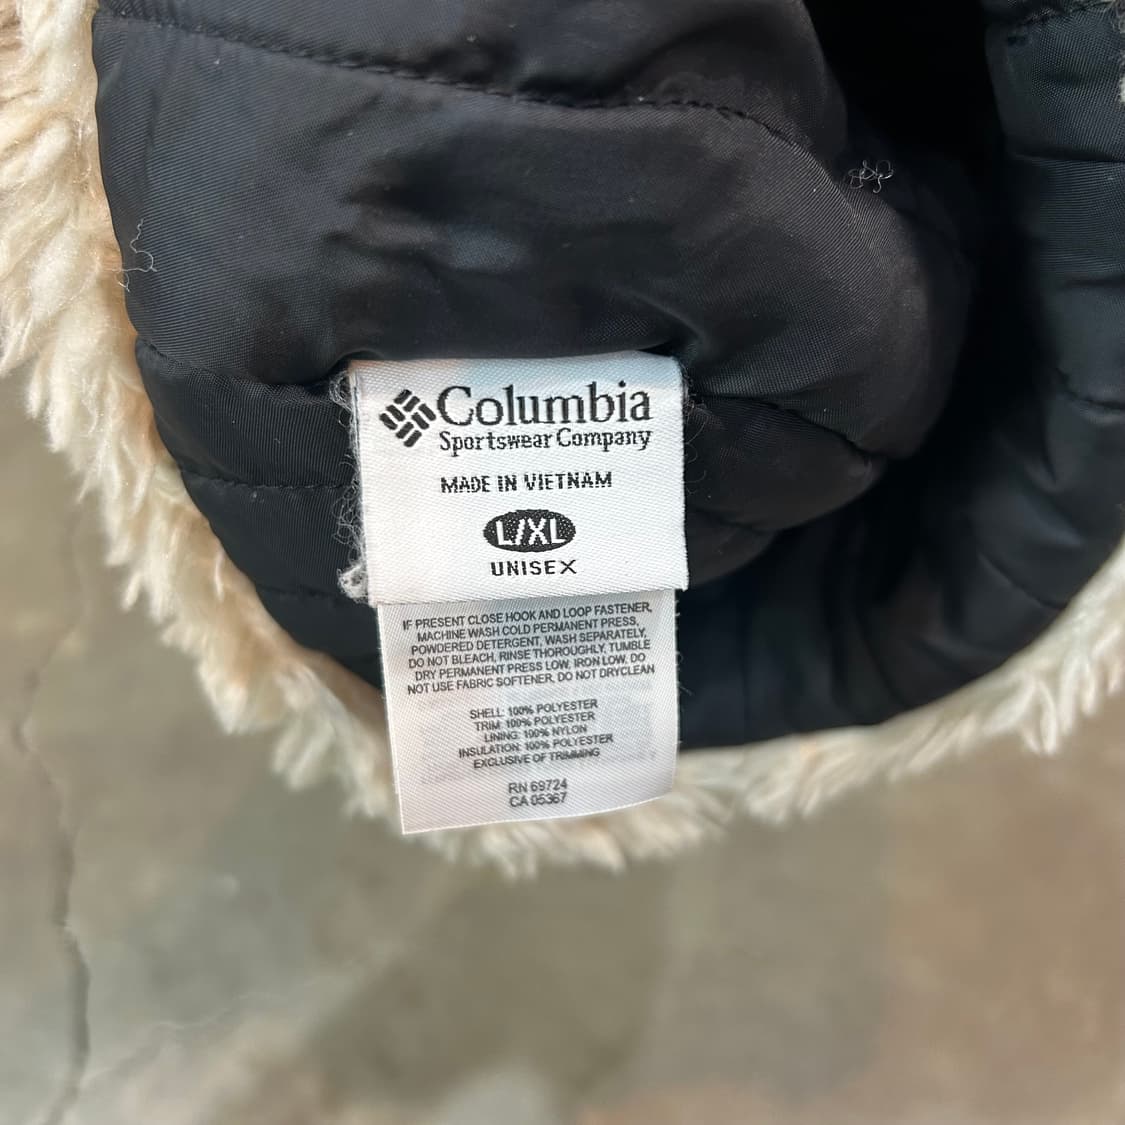 Columbia
Sportswear Company
MADE IN VIETNAM
L/XL
UNISEX
IF PRESENT CLOSE HOOK AND LOOP FASTENER,
MACHINE WASH COLD PERMANENT PRESS,
POWDERED DETERGENT, WASH SEPARATELY,
DO NOT BLEACH, RINSE THOROUGHLY, TUMBLE
DRY PERMANENT PRESS LOW, IRON LOW, DO
NOT USE FABRIC SOFTENER, DO NOT DRYCLEAN
SHELL: 100% POLYESTER
TRIM: 100% POLYESTER
LINING: 100% NYLON
INSULATION: 100% POLYESTER
EXCLUSIVE OF TRIMMING
RN 69724
CA 05367